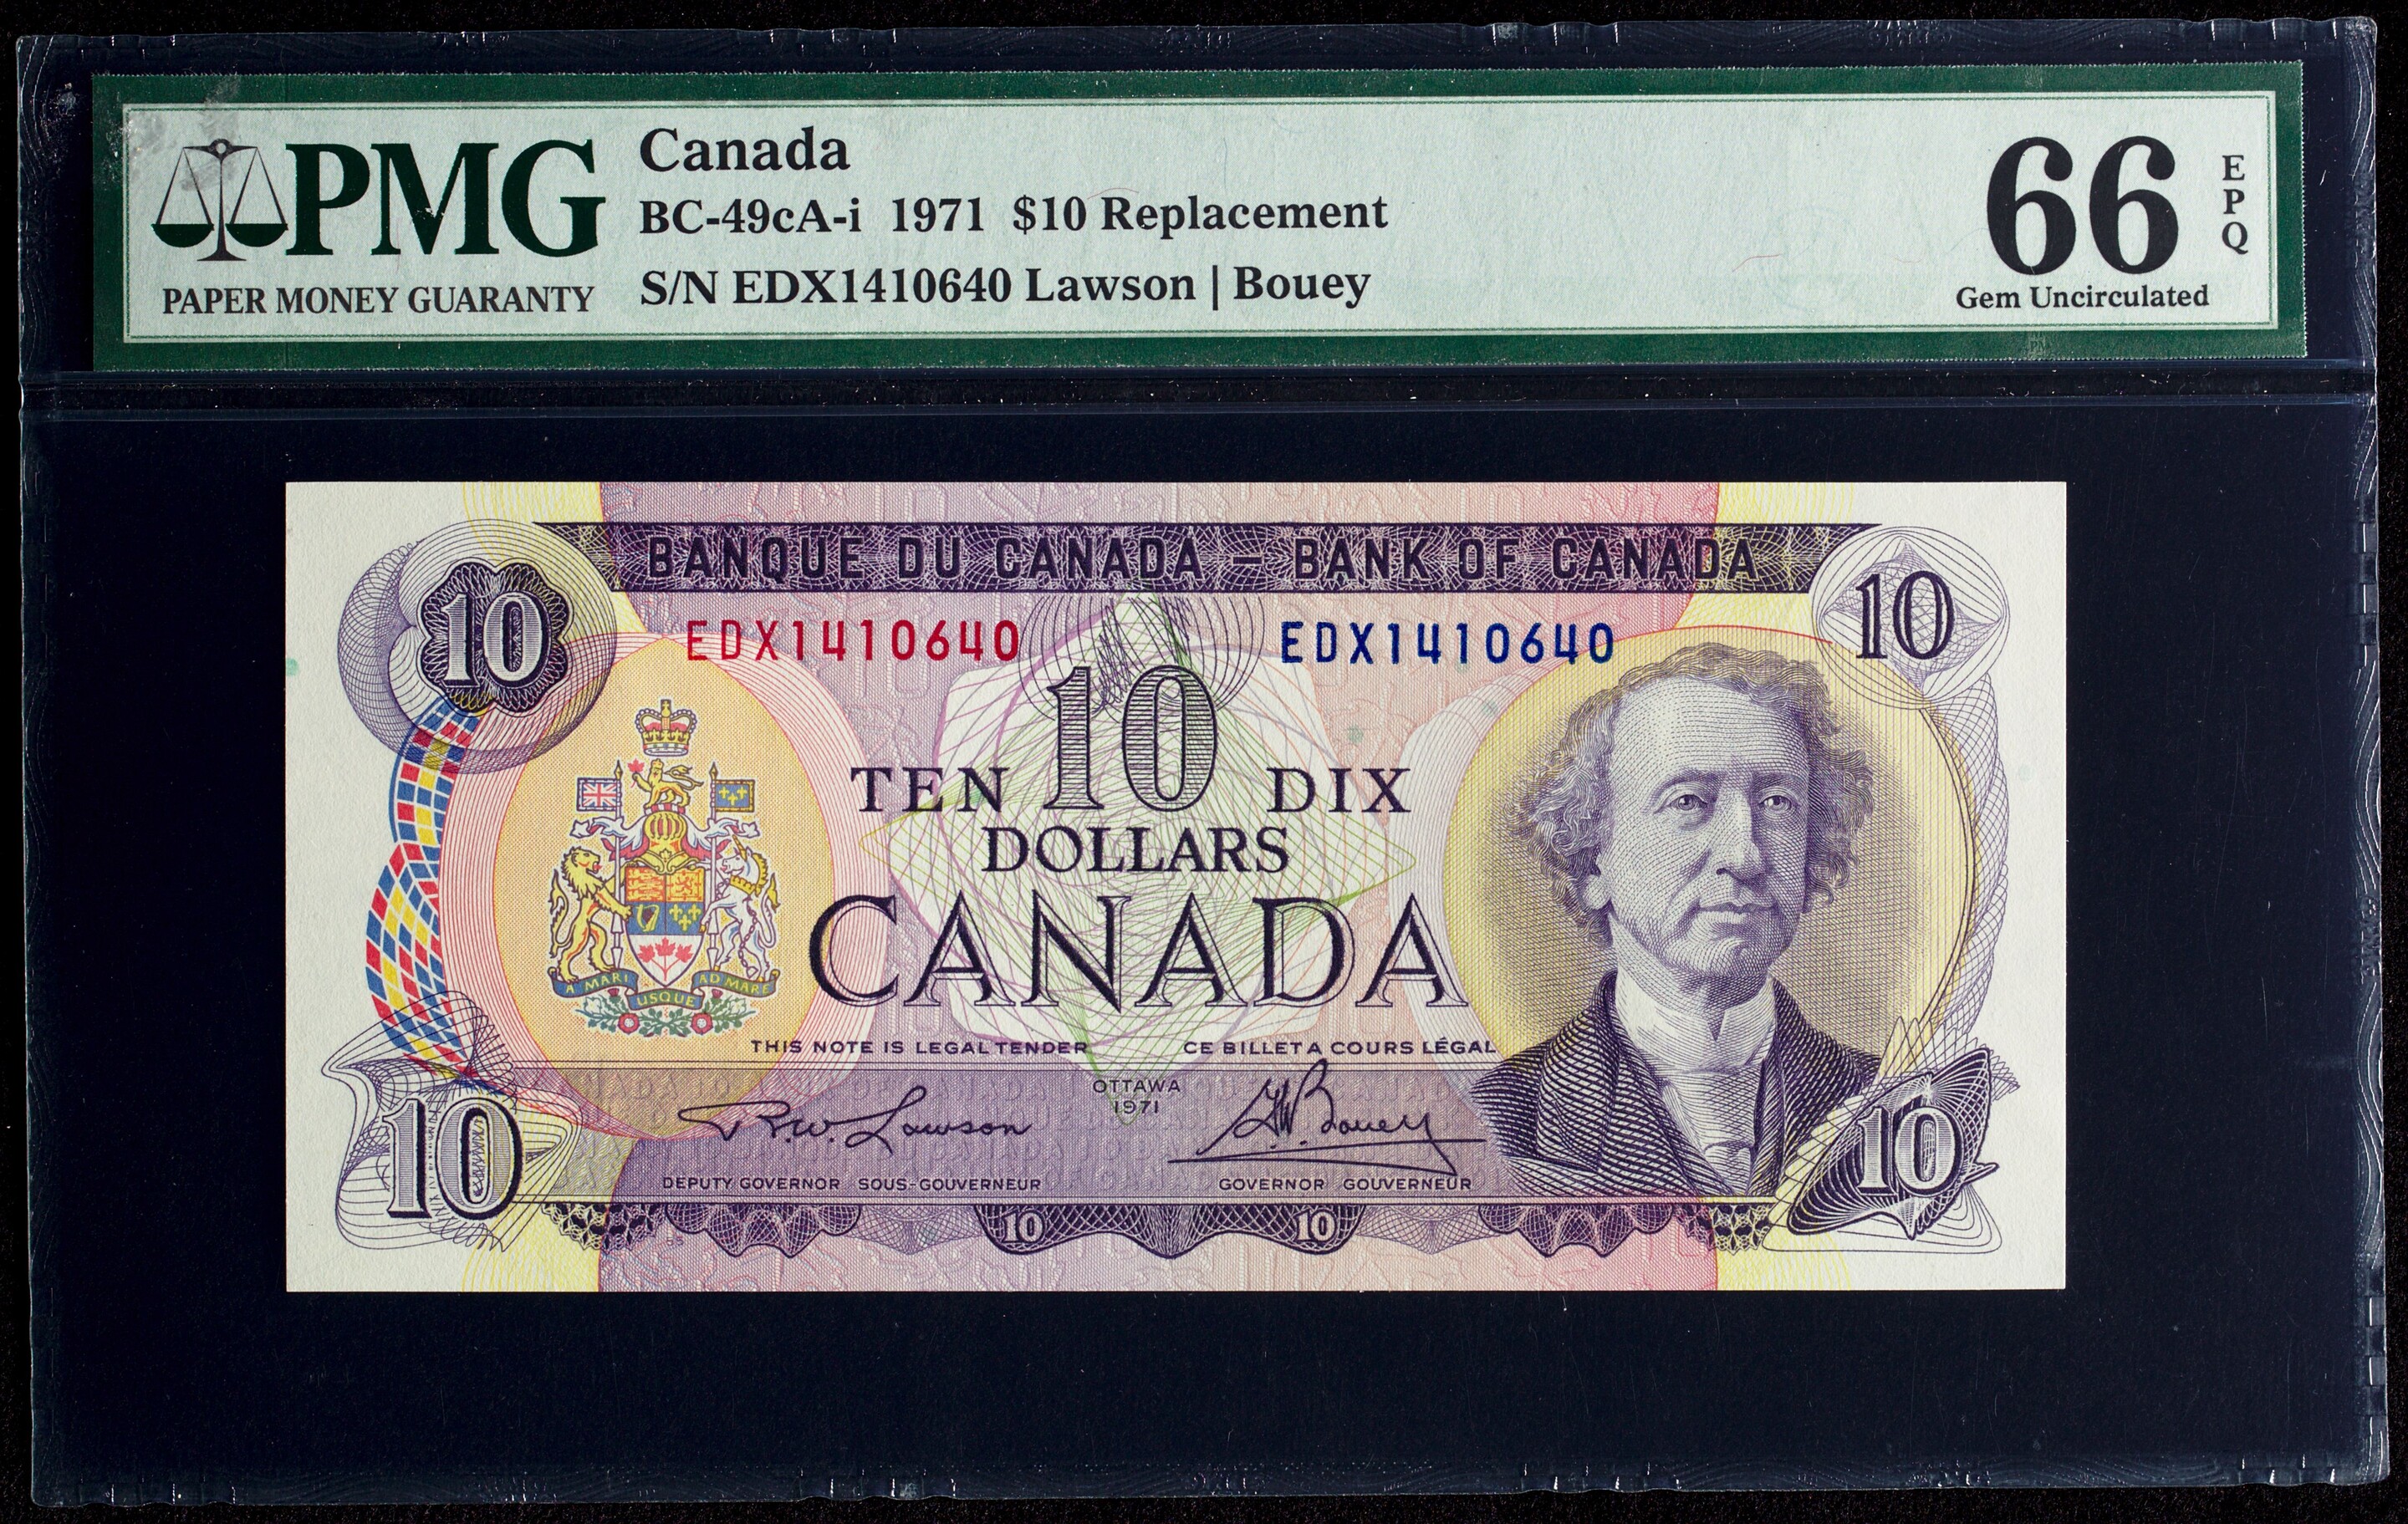 PMG
PAPER MONEY GUARANTY
Canada
BC-49cA-i 1971 $10 Replacement
S/N EDX1410640 Lawson | Bouey
66
EPQ
Gem Uncirculated
BANQUE DU CANADA – BANK OF CANADA
10
10
EDX1410640
EDX1410640
10
TEN DIX
DOLLARS
CANADA
A MARI USQUE AD MARE
THIS NOTE IS LEGAL TENDER
CE BILLET A COURS LÉGAL
OTTAWA
1971
R.W. Lawson
G.W. Bouey
DEPUTY GOVERNOR SOUS-GOUVERNEUR
GOVERNOR GOUVERNEUR
10
10
10
10